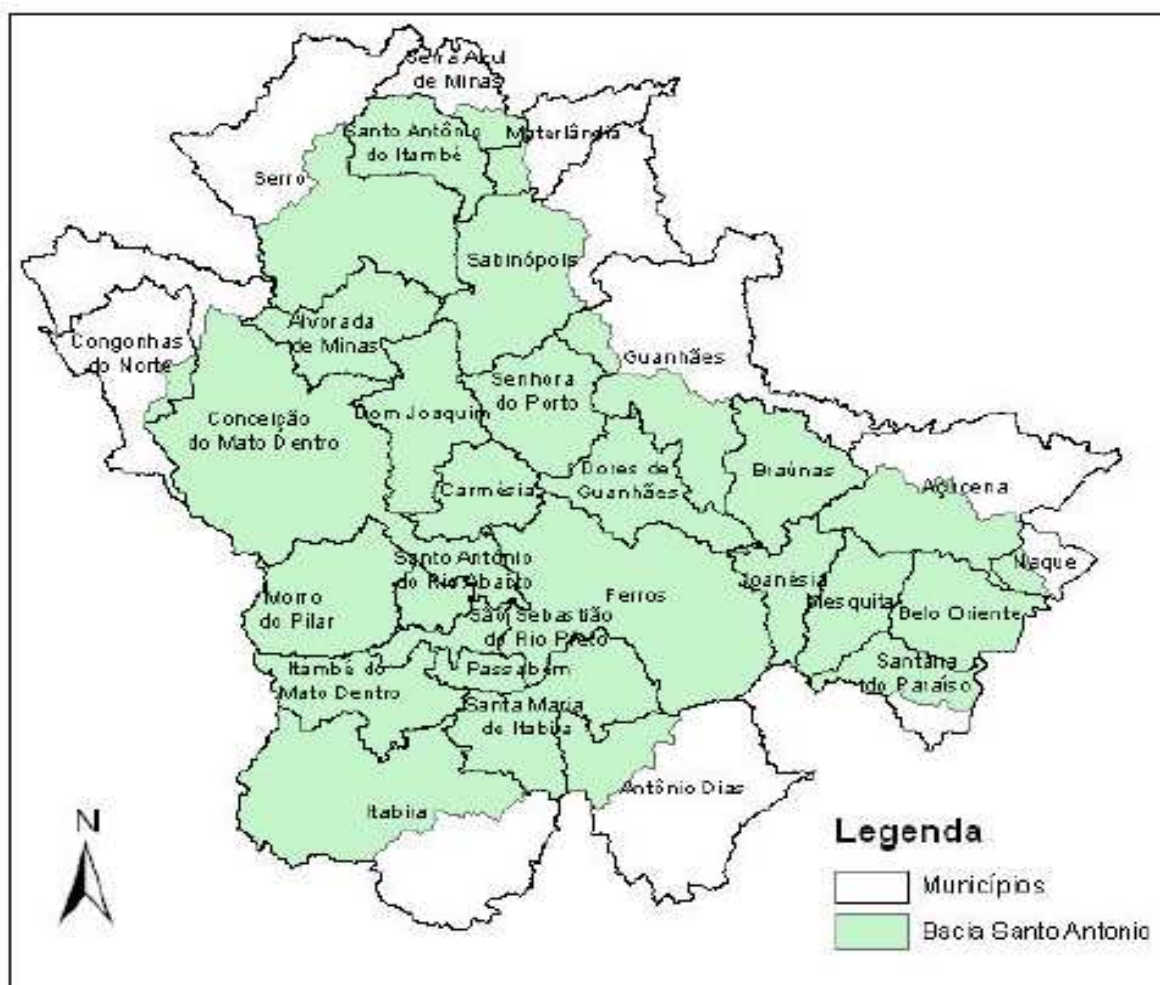 Serra Azul
de Minas
Santo Antônio
do Itambé
Materlândia
Serro
Sabinópolis
Alvorada
de Minas
Congonhas
do Norte
Guanhães
Senhora
do Porto
Conceição
do Mato Dentro
Dom Joaquim
Dores de
Guanhães
Braúnas
Carmésia
Açucena
Santo Antônio
do Rio Abaixo
Naque
Joanésia
Ferros
Mesquita
Morro
do Pilar
São Sebastião
do Rio Preto
Belo Oriente
Itambé do
Mato Dentro
Passabém
Santana
do Paraíso
Santa Maria
de Itabira
Antônio Dias
Itabira
N
Legenda
Municípios
Bacia Santo Antonio